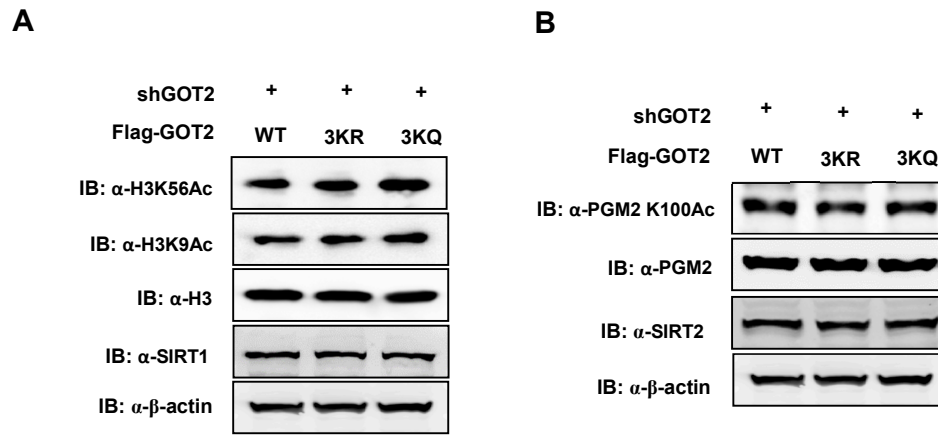 A
shGOT2 + + +
Flag-GOT2 WT 3KR 3KQ
IB: α-H3K56Ac
IB: α-H3K9Ac
IB: α-H3
IB: α-SIRT1
IB: α-β-actin
B
shGOT2 + + +
Flag-GOT2 WT 3KR 3KQ
IB: α-PGM2 K100Ac
IB: α-PGM2
IB: α-SIRT2
IB: α-β-actin